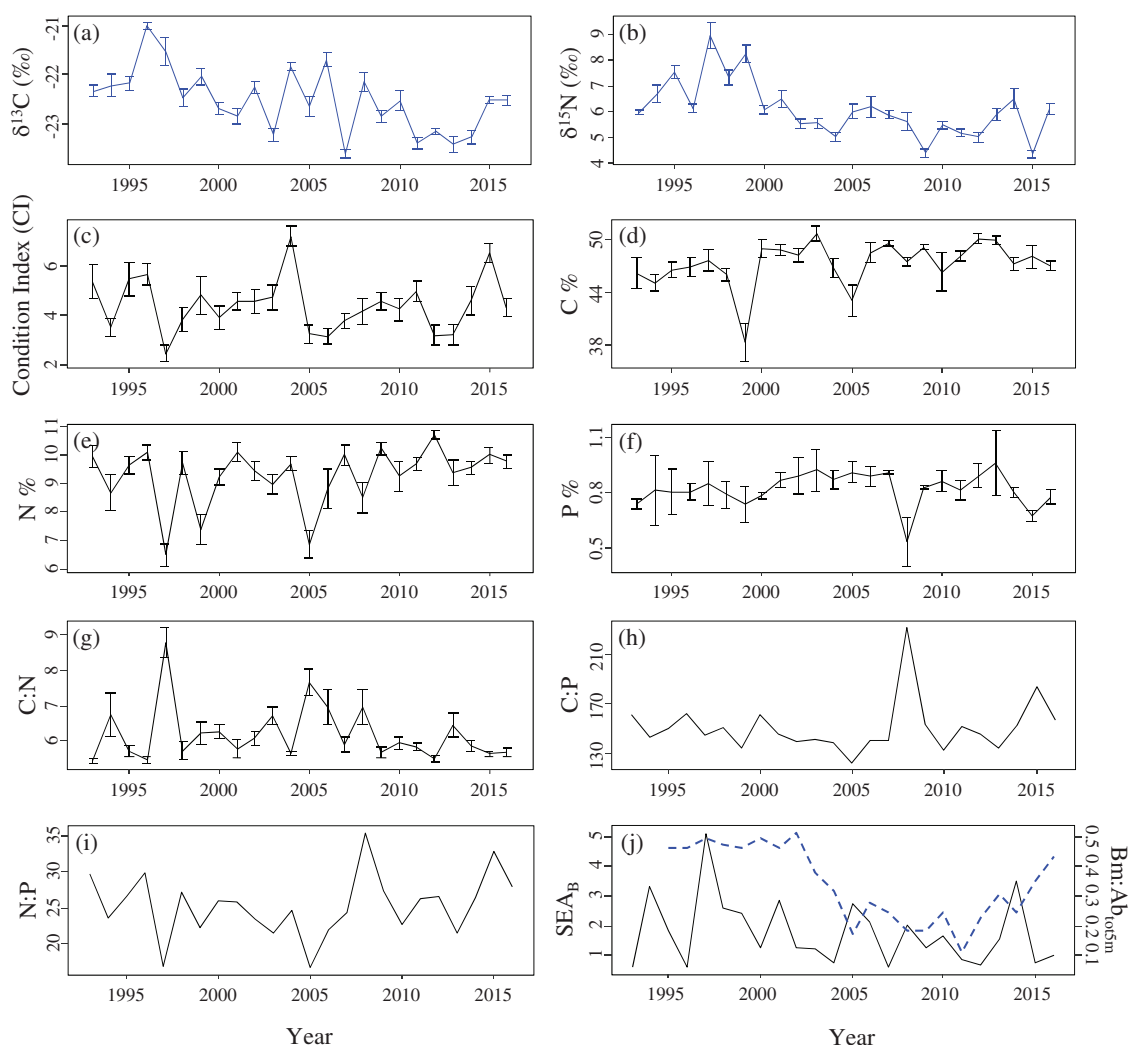 (a)
δ¹³C (‰)
-21
-22
-23
1995 2000 2005 2010 2015
(b)
δ¹⁵N (‰)
9
8
7
6
5
4
1995 2000 2005 2010 2015
(c)
Condition Index (CI)
6
4
2
1995 2000 2005 2010 2015
(d)
C %
50
44
38
1995 2000 2005 2010 2015
(e)
N %
11
10
9
8
7
6
1995 2000 2005 2010 2015
(f)
P %
1.1
0.8
0.5
1995 2000 2005 2010 2015
(g)
C:N
9
8
7
6
1995 2000 2005 2010 2015
(h)
C:P
210
170
130
1995 2000 2005 2010 2015
(i)
N:P
35
30
25
20
1995 2000 2005 2010 2015
Year
(j)
SEA_B
5
4
3
2
1
0.5 0.4 0.3 0.2 0.1
Bm:Ab_tot5m
1995 2000 2005 2010 2015
Year